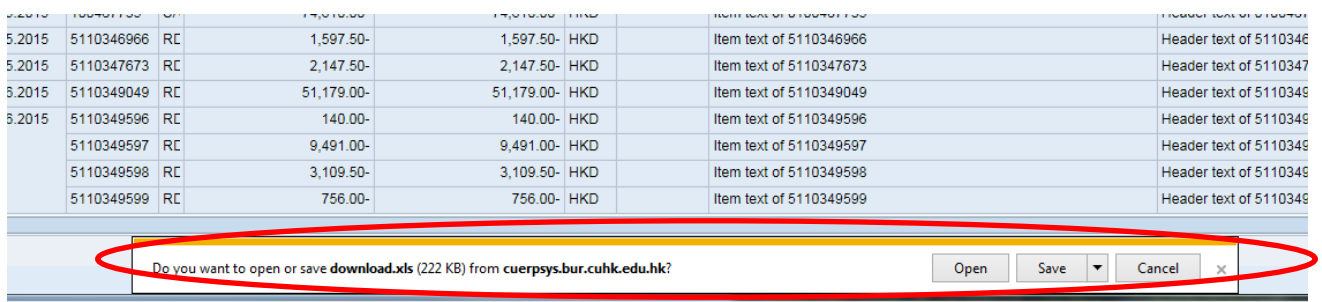 5.2015 5110346966 RD 1,597.50- 1,597.50- HKD Item text of 5110346966 Header text of 5110346
5.2015 5110347673 RD 2,147.50- 2,147.50- HKD Item text of 5110347673 Header text of 5110347
6.2015 5110349049 RD 51,179.00- 51,179.00- HKD Item text of 5110349049 Header text of 5110349
6.2015 5110349596 RD 140.00- 140.00- HKD Item text of 5110349596 Header text of 5110349
5110349597 RD 9,491.00- 9,491.00- HKD Item text of 5110349597 Header text of 5110349
5110349598 RD 3,109.50- 3,109.50- HKD Item text of 5110349598 Header text of 5110349
5110349599 RD 756.00- 756.00- HKD Item text of 5110349599 Header text of 5110349
Do you want to open or save download.xls (222 KB) from cuerpsys.bur.cuhk.edu.hk? Open Save Cancel